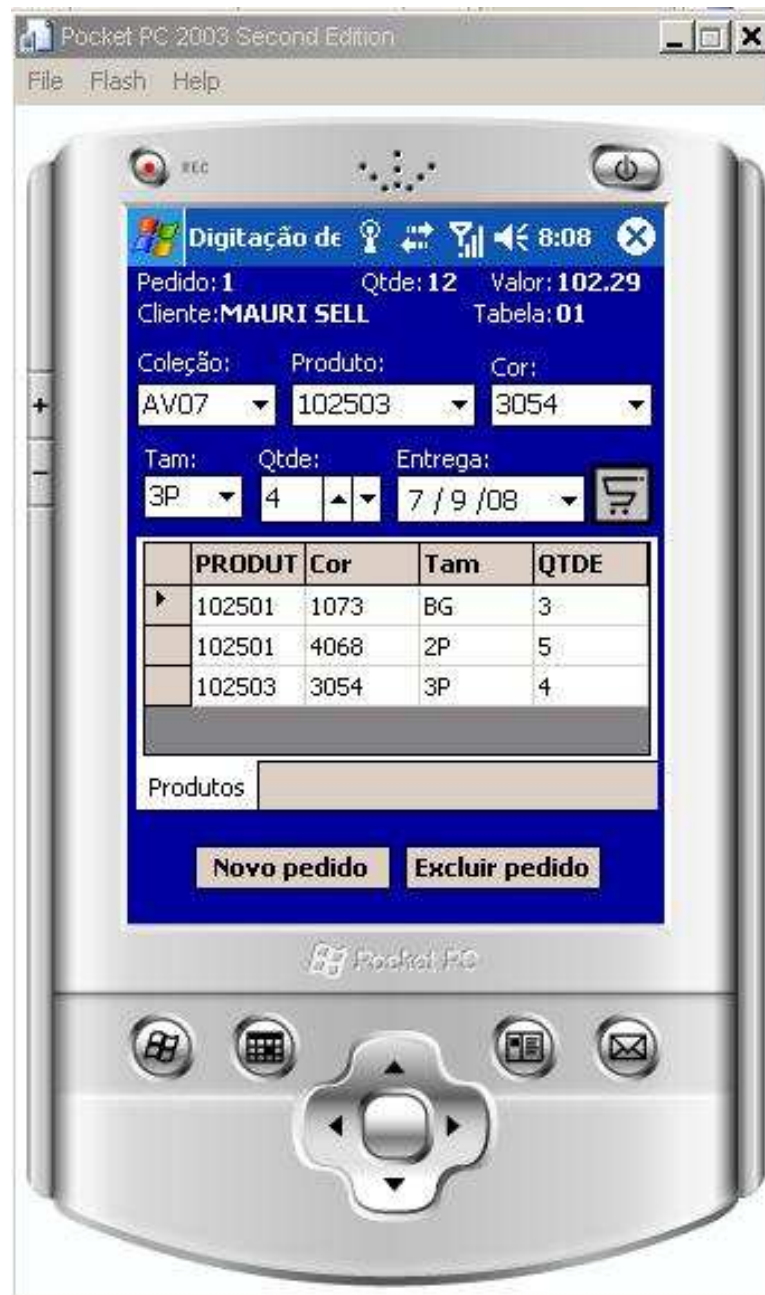 Pocket PC 2003 Second Edition
File Flash Help
REC
Digitação de 8:08
Pedido: 1 Qtde: 12 Valor: 102.29
Cliente: MAURI SELL Tabela: 01
Coleção: Produto: Cor:
AV07 102503 3054
Tam: Qtde: Entrega:
3P 4 7 / 9 /08
PRODUT Cor Tam QTDE
102501 1073 BG 3
102501 4068 2P 5
102503 3054 3P 4
Produtos
Novo pedido Excluir pedido
Pocket PC
+
−